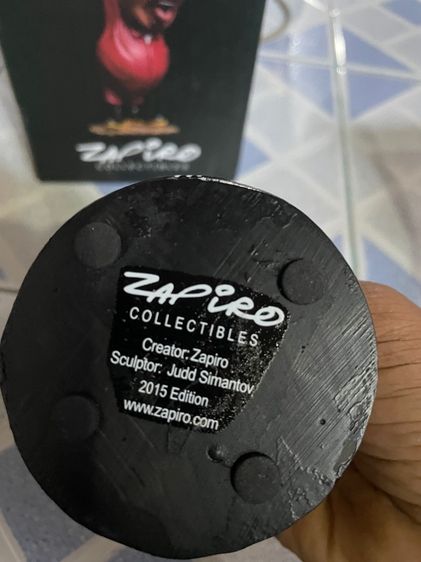 ZAPIRO
COLLECTIBLES
ZAPIRO
COLLECTIBLES
Creator: Zapiro
Sculptor: Judd Simantov
2015 Edition
www.zapiro.com